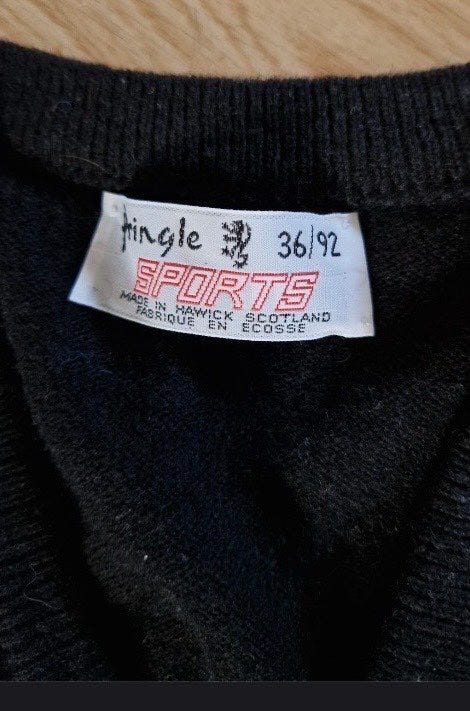 Pringle 36/92
SPORTS
MADE IN HAWICK SCOTLAND
FABRIQUE EN ECOSSE